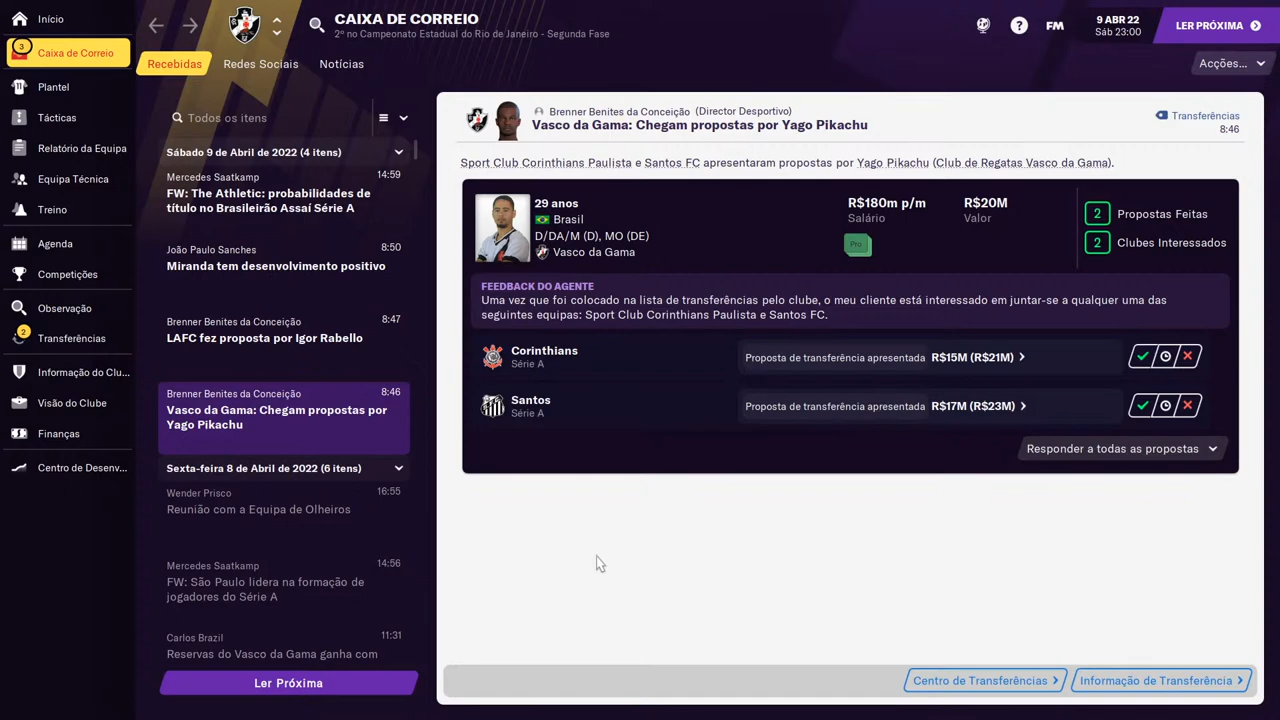 Início
3
Caixa de Correio
11
Plantel
Tácticas
Relatório da Equipa
Equipa Técnica
Treino
Agenda
Competições
Observação
2
Transferências
Informação do Clu...
Visão do Clube
Finanças
Centro de Desenv...
CAIXA DE CORREIO
2º no Campeonato Estadual do Rio de Janeiro - Segunda Fase
?
FM
9 ABR 22
Sáb 23:00
LER PRÓXIMA
Recebidas
Redes Sociais
Notícias
Acções...
Todos os itens
Sábado 9 de Abril de 2022 (4 itens)
Mercedes Saatkamp 14:59
FW: The Athletic: probabilidades de
título no Brasileirão Assaí Série A
João Paulo Sanches 8:50
Miranda tem desenvolvimento positivo
Brenner Benites da Conceição 8:47
LAFC fez proposta por Igor Rabello
Brenner Benites da Conceição 8:46
Vasco da Gama: Chegam propostas por
Yago Pikachu
Sexta-feira 8 de Abril de 2022 (6 itens)
Wender Prisco 16:55
Reunião com a Equipa de Olheiros
Mercedes Saatkamp 14:56
FW: São Paulo lidera na formação de
jogadores do Série A
Carlos Brazil 11:31
Reservas do Vasco da Gama ganha com
Ler Próxima
Brenner Benites da Conceição (Director Desportivo)
Vasco da Gama: Chegam propostas por Yago Pikachu
Transferências
8:46
Sport Club Corinthians Paulista e Santos FC apresentaram propostas por Yago Pikachu (Club de Regatas Vasco da Gama).
29 anos
Brasil
D/DA/M (D), MO (DE)
Vasco da Gama
R$180m p/m
Salário
Pro
R$20M
Valor
2 Propostas Feitas
2 Clubes Interessados
FEEDBACK DO AGENTE
Uma vez que foi colocado na lista de transferências pelo clube, o meu cliente está interessado em juntar-se a qualquer uma das
seguintes equipas: Sport Club Corinthians Paulista e Santos FC.
Corinthians
Série A
Proposta de transferência apresentada R$15M (R$21M)
Santos
Série A
Proposta de transferência apresentada R$17M (R$23M)
Responder a todas as propostas
Centro de Transferências
Informação de Transferência